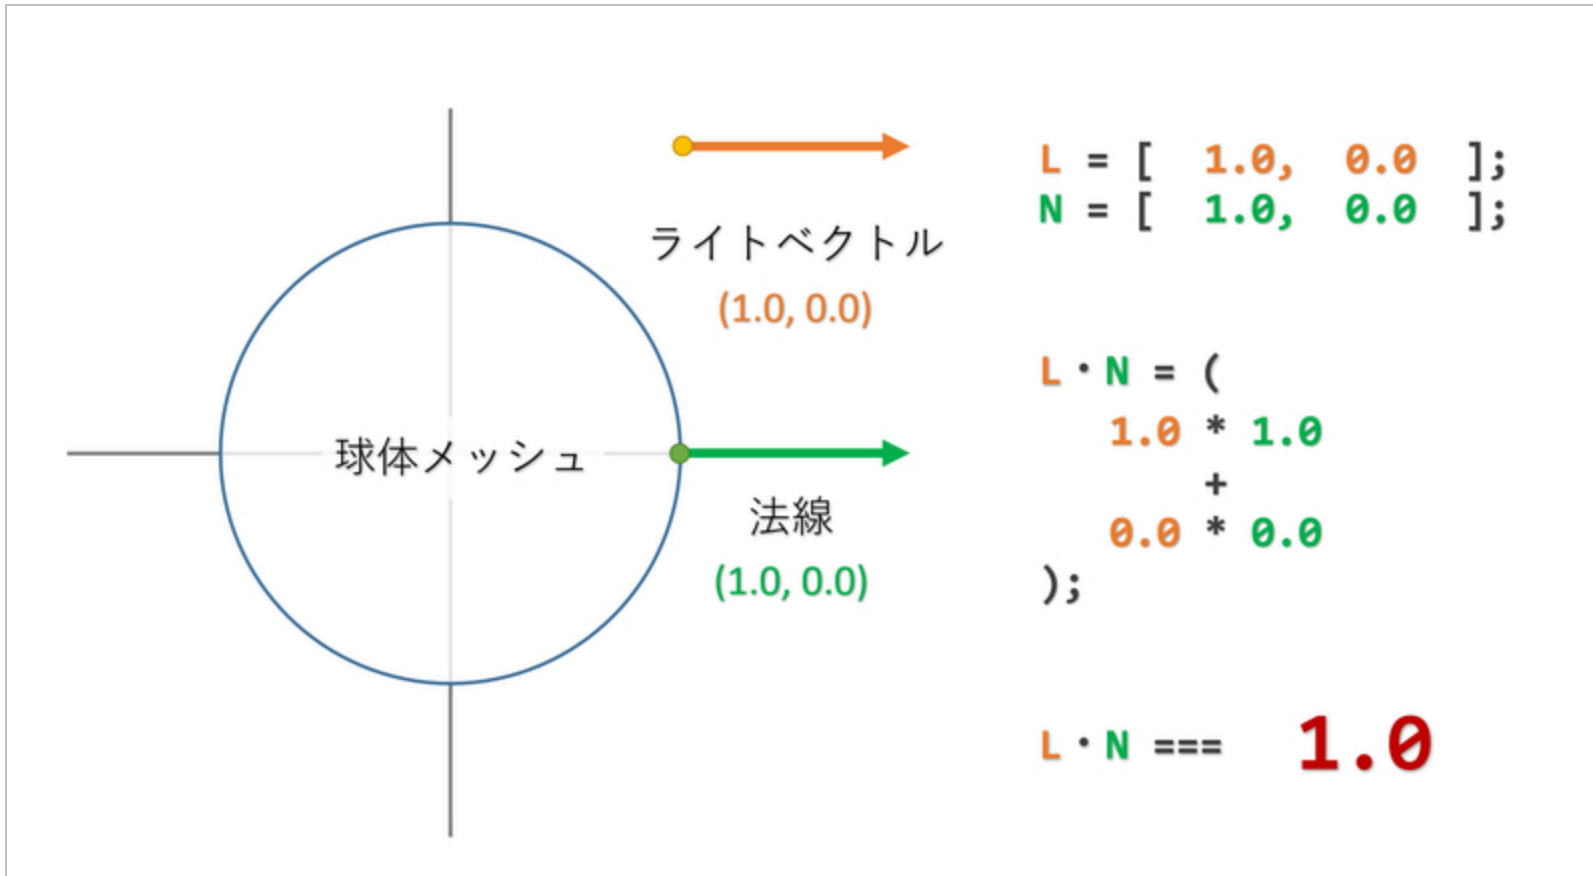 ライトベクトル
(1.0, 0.0)
球体メッシュ
法線
(1.0, 0.0)
L = [ 1.0, 0.0 ];
N = [ 1.0, 0.0 ];
L・N = (
1.0 * 1.0
+
0.0 * 0.0
);
L・N === 1.0